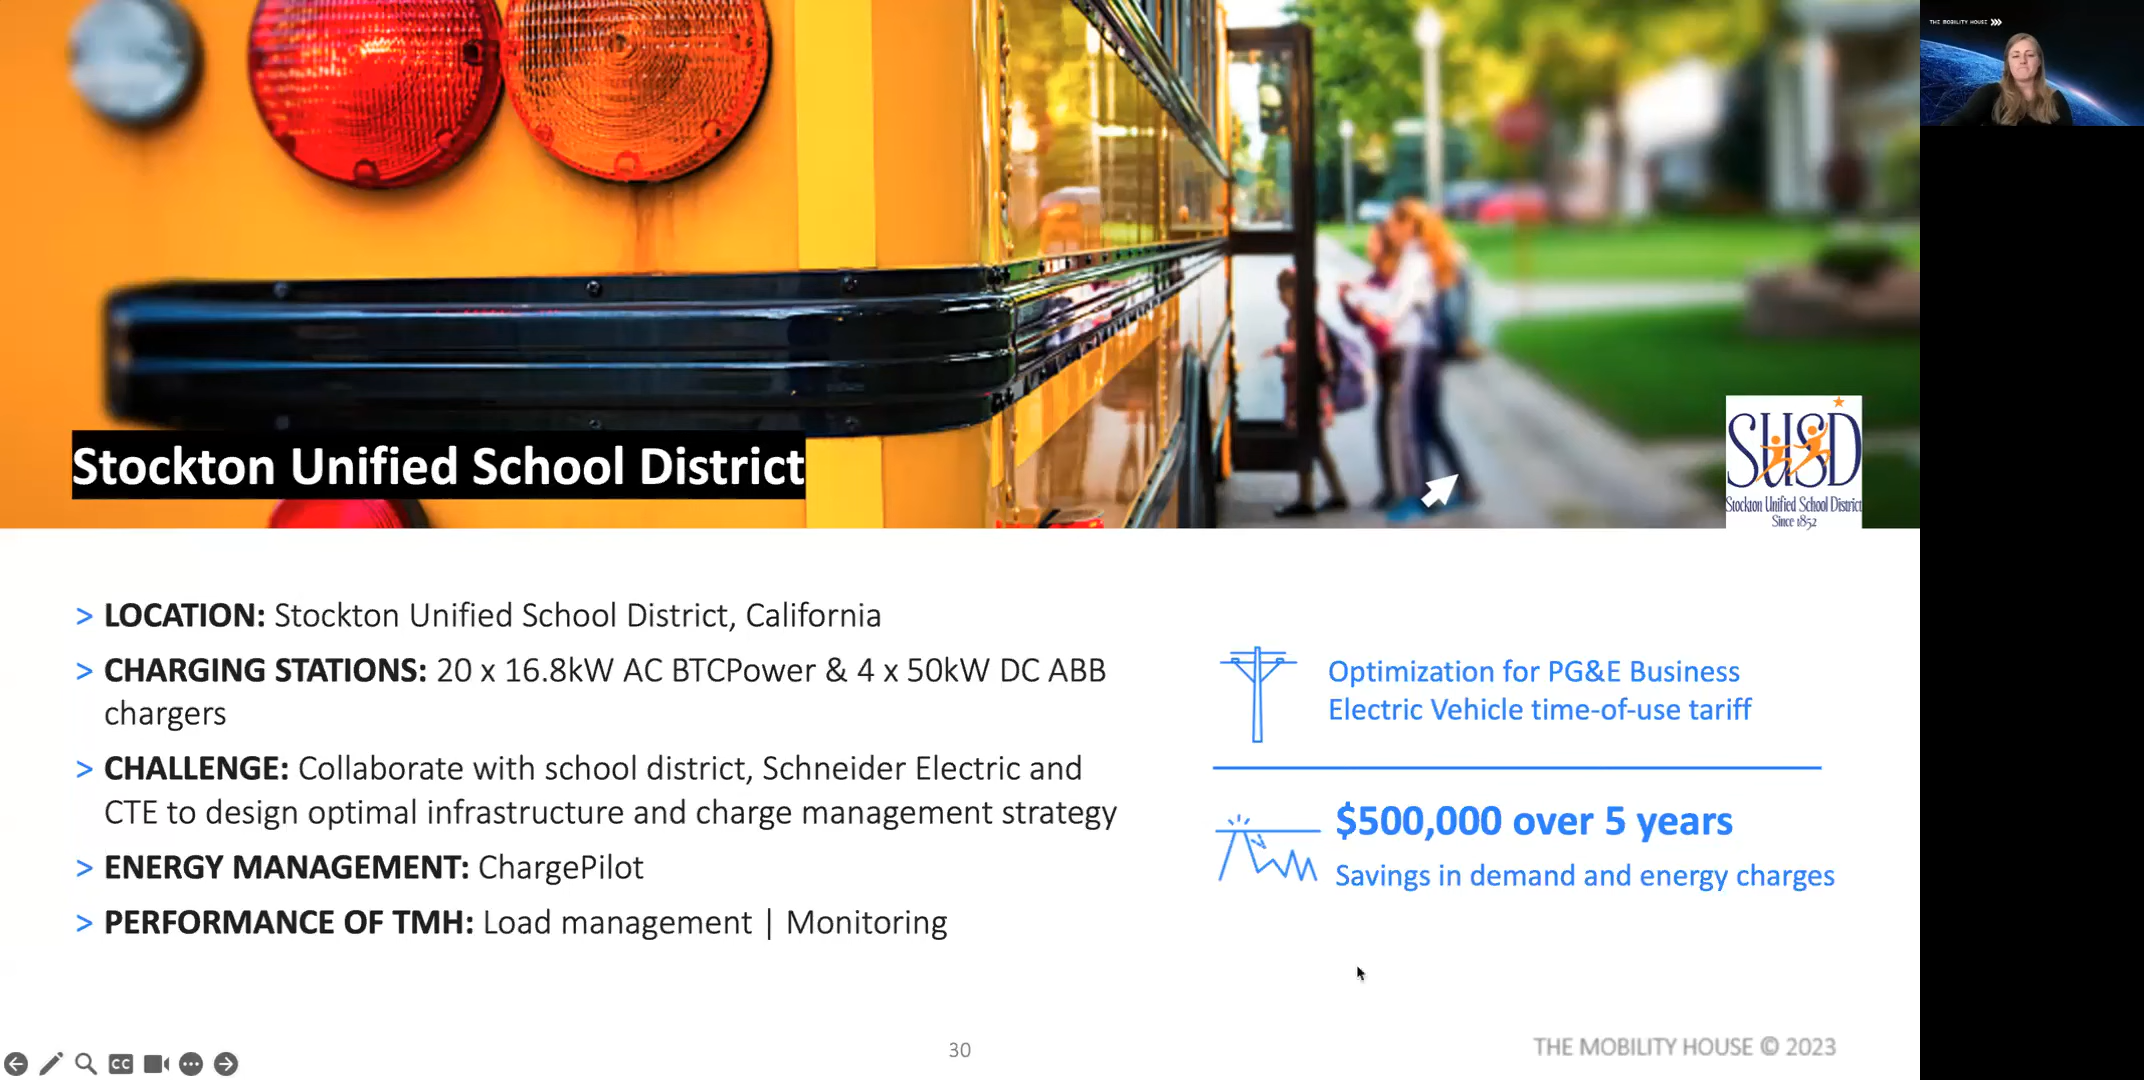 THE MOBILITY HOUSE
Stockton Unified School District
SUSD
Stockton Unified School District
Since 1852
> LOCATION: Stockton Unified School District, California
> CHARGING STATIONS: 20 x 16.8kW AC BTCPower & 4 x 50kW DC ABB
chargers
> CHALLENGE: Collaborate with school district, Schneider Electric and
CTE to design optimal infrastructure and charge management strategy
> ENERGY MANAGEMENT: ChargePilot
> PERFORMANCE OF TMH: Load management | Monitoring
Optimization for PG&E Business
Electric Vehicle time-of-use tariff
$500,000 over 5 years
Savings in demand and energy charges
CC
30
THE MOBILITY HOUSE © 2023